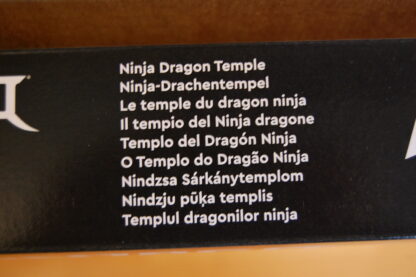 Ninja Dragon Temple
Ninja-Drachentempel
Le temple du dragon ninja
Il tempio del Ninja dragone
Templo del Dragón Ninja
O Templo do Dragão Ninja
Nindzsa Sárkánytemplom
Nindzju pūķa templis
Templul dragonilor ninja